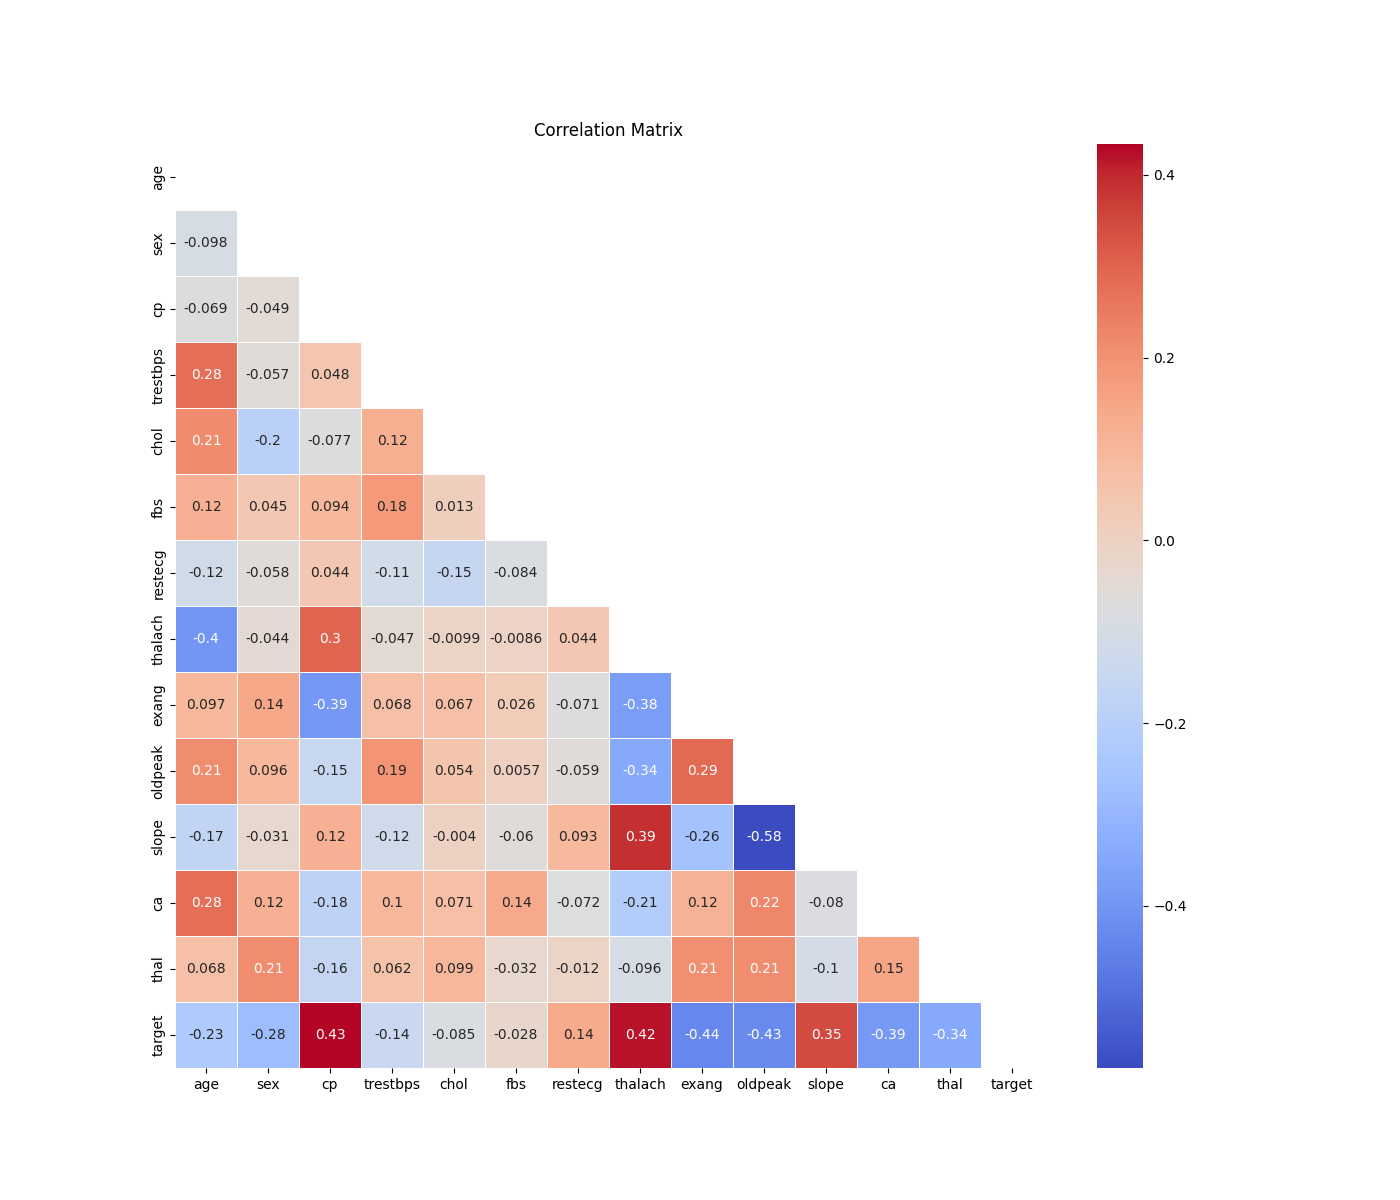 Correlation Matrix
age
sex -0.098
cp -0.069 -0.049
trestbps 0.28 -0.057 0.048
chol 0.21 -0.2 -0.077 0.12
fbs 0.12 0.045 0.094 0.18 0.013
restecg -0.12 -0.058 0.044 -0.11 -0.15 -0.084
thalach -0.4 -0.044 0.3 -0.047 -0.0099 -0.0086 0.044
exang 0.097 0.14 -0.39 0.068 0.067 0.026 -0.071 -0.38
oldpeak 0.21 0.096 -0.15 0.19 0.054 0.0057 -0.059 -0.34 0.29
slope -0.17 -0.031 0.12 -0.12 -0.004 -0.06 0.093 0.39 -0.26 -0.58
ca 0.28 0.12 -0.18 0.1 0.071 0.14 -0.072 -0.21 0.12 0.22 -0.08
thal 0.068 0.21 -0.16 0.062 0.099 -0.032 -0.012 -0.096 0.21 0.21 -0.1 0.15
target -0.23 -0.28 0.43 -0.14 -0.085 -0.028 0.14 0.42 -0.44 -0.43 0.35 -0.39 -0.34
age sex cp trestbps chol fbs restecg thalach exang oldpeak slope ca thal target
0.4
0.2
0.0
−0.2
−0.4